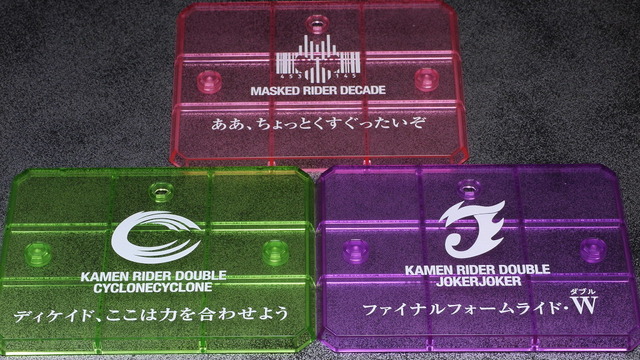 453 145
MASKED RIDER DECADE
ああ、ちょっとくすぐったいぞ
KAMEN RIDER DOUBLE
CYCLONECYCLONE
ディケイド、ここは力を合わせよう
KAMEN RIDER DOUBLE
JOKERJOKER
ダブル
ファイナルフォームライド・W